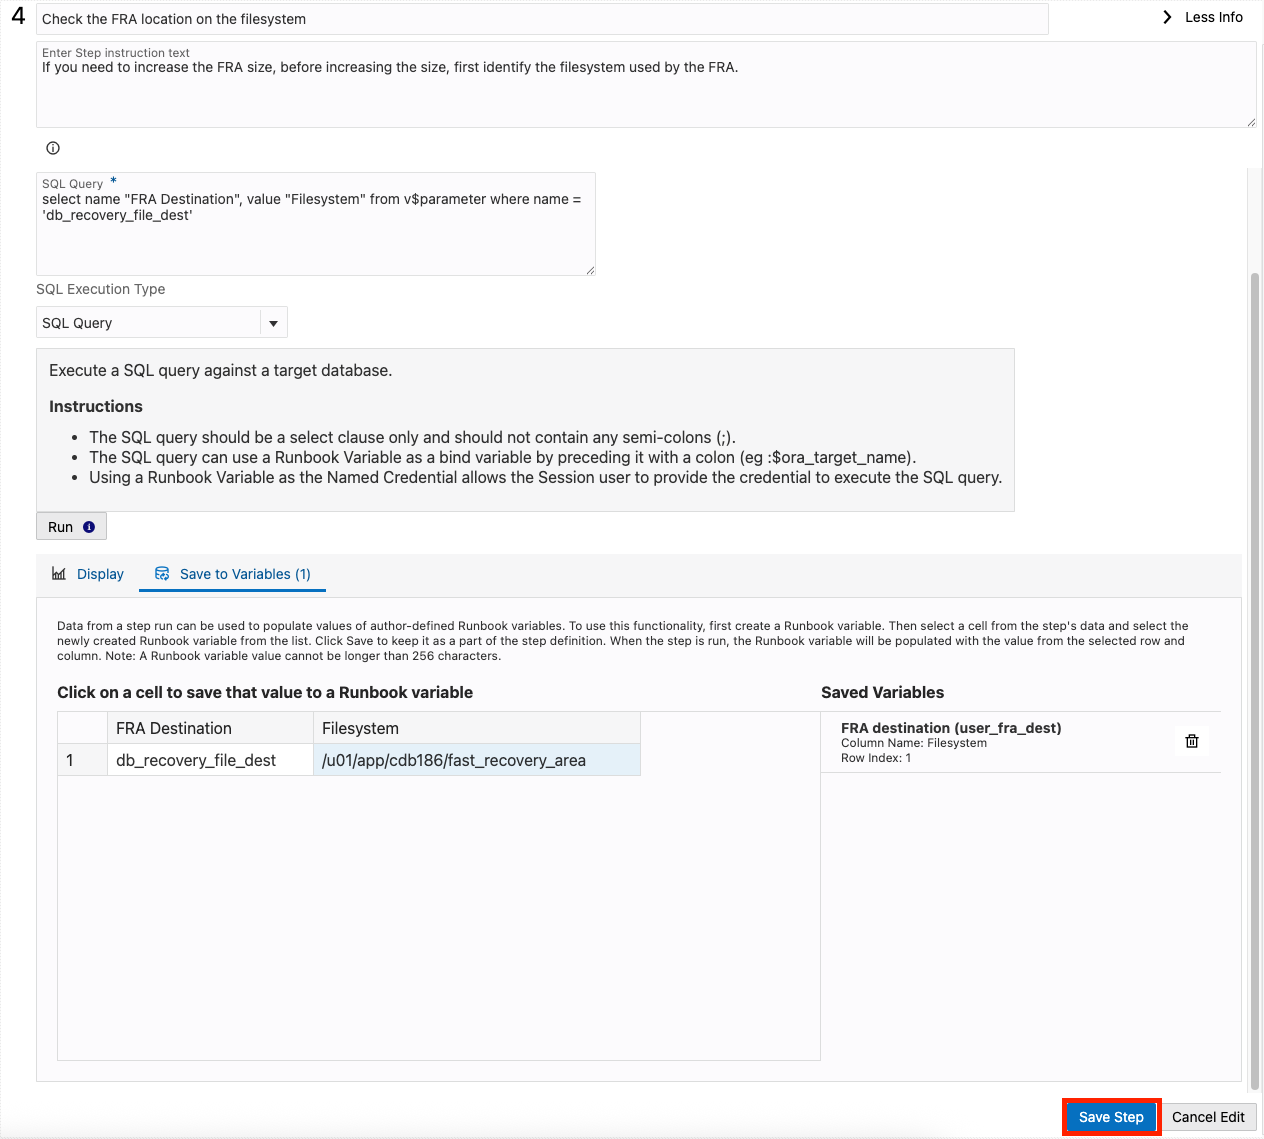 4
Check the FRA location on the filesystem
Less Info
Enter Step instruction text
If you need to increase the FRA size, before increasing the size, first identify the filesystem used by the FRA.
SQL Query *
select name "FRA Destination", value "Filesystem" from v$parameter where name =
'db_recovery_file_dest'
SQL Execution Type
SQL Query
Execute a SQL query against a target database.
Instructions
• The SQL query should be a select clause only and should not contain any semi-colons (;).
• The SQL query can use a Runbook Variable as a bind variable by preceding it with a colon (eg :$ora_target_name).
• Using a Runbook Variable as the Named Credential allows the Session user to provide the credential to execute the SQL query.
Run
Display
Save to Variables (1)
Data from a step run can be used to populate values of author-defined Runbook variables. To use this functionality, first create a Runbook variable. Then select a cell from the step's data and select the
newly created Runbook variable from the list. Click Save to keep it as a part of the step definition. When the step is run, the Runbook variable will be populated with the value from the selected row and
column. Note: A Runbook variable value cannot be longer than 256 characters.
Click on a cell to save that value to a Runbook variable
FRA Destination Filesystem
1 db_recovery_file_dest /u01/app/cdb186/fast_recovery_area
Saved Variables
FRA destination (user_fra_dest)
Column Name: Filesystem
Row Index: 1
Save Step
Cancel Edit